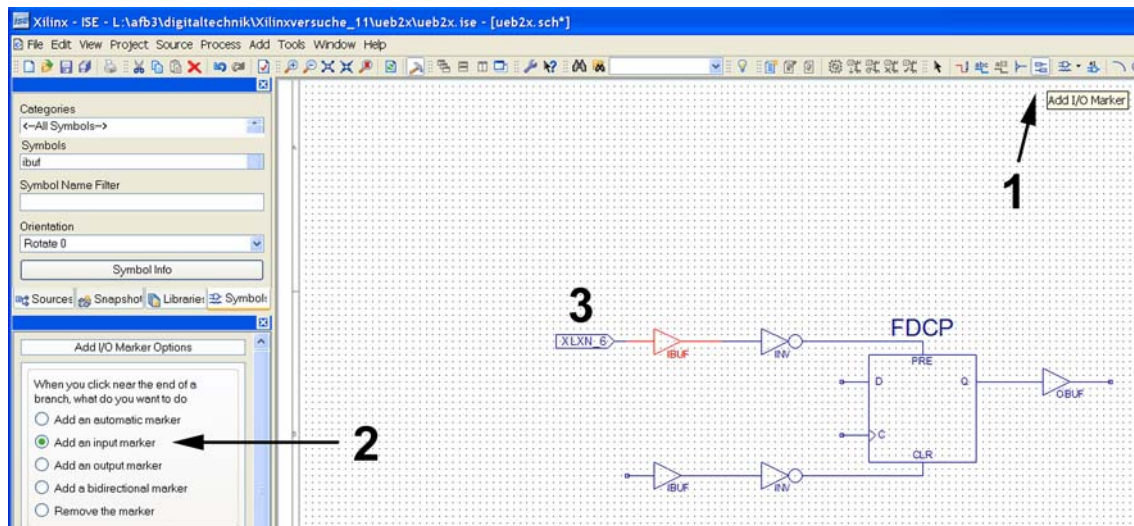 Xilinx - ISE - L:\afb3\digitaltechnik\Xilinxversuche_11\ueb2x\ueb2x.ise - [ueb2x.sch*]
File Edit View Project Source Process Add Tools Window Help
Add I/O Marker
1
Categories
<--All Symbols-->
Symbols
ibuf
Symbol Name Filter
Orientation
Rotate 0
Symbol Info
Sources Snapshot Libraries Symbols
Add I/O Marker Options
When you click near the end of a
branch, what do you want to do
Add an automatic marker
Add an input marker
Add an output marker
Add a bidirectional marker
Remove the marker
2
3
XLXN_6
IBUF
INV
FDCP
PRE
D Q
C
CLR
OBUF
IBUF
INV